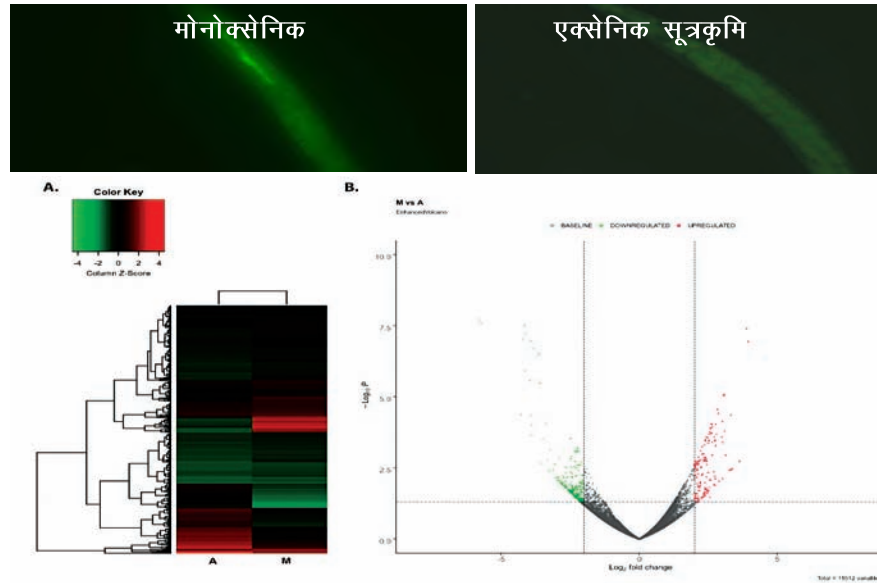 मोनोक्सेनिक
एक्सेनिक सूत्रकृमि
A.
Color Key
-4 -2 0 2 4
Column Z-Score
A M
B.
M vs A
EnhancedVolcano
BASELINE DOWNREGULATED UPREGULATED
10.0
7.5
5.0
2.5
0.0
-Log10 P
-5 0 5
Log2 fold change